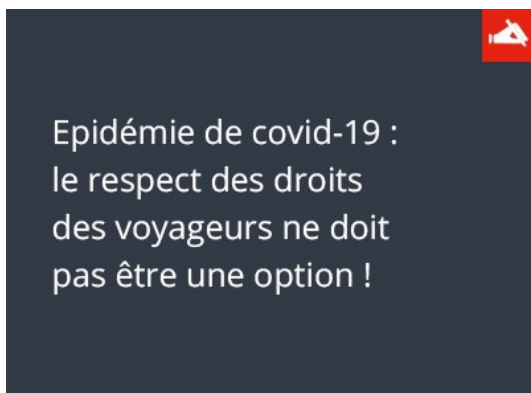 Epidémie de covid-19 :
le respect des droits
des voyageurs ne doit
pas être une option !